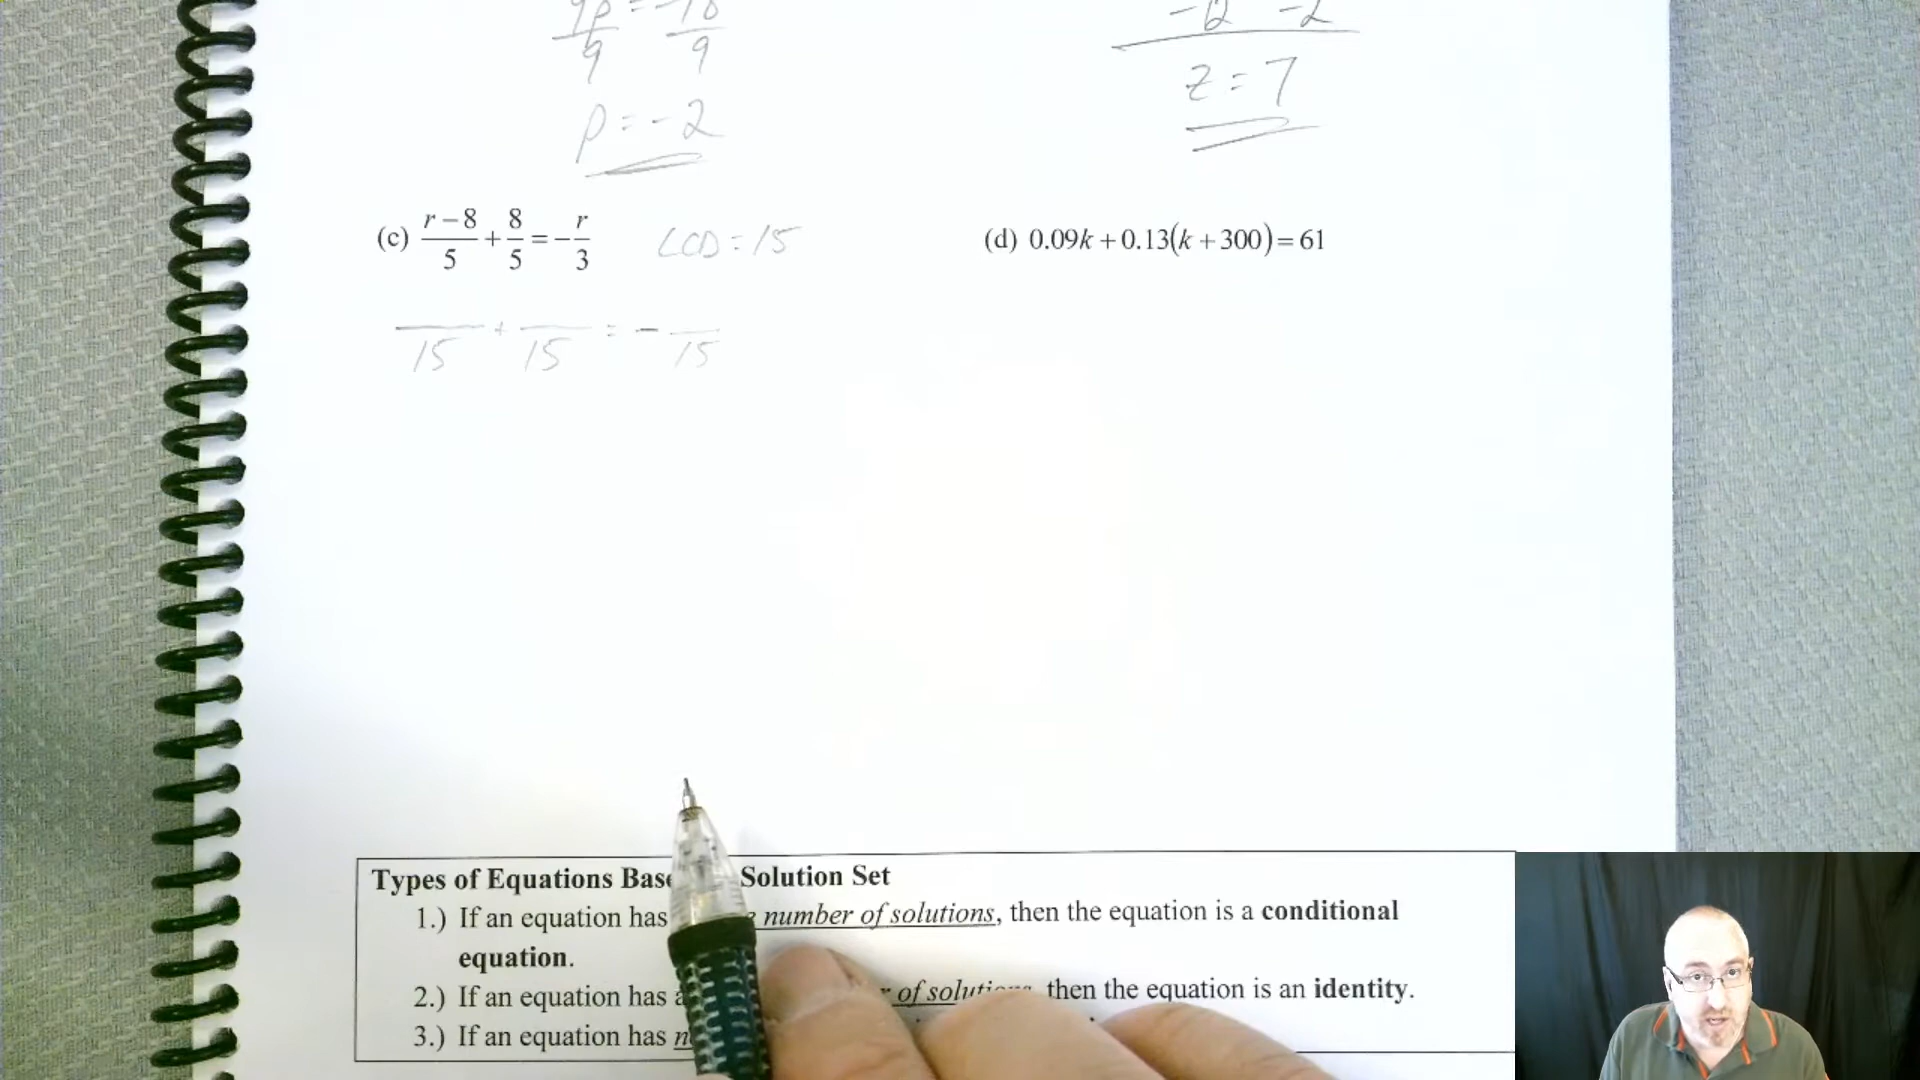 9p = -18 -2 -2
9 9
z = 7
p = -2
(c) r − 8 / 5 + 8 / 5 = − r / 3 LCD = 15 (d) 0.09k + 0.13(k + 300) = 61
/ 15 + / 15 = - / 15
Types of Equations Solution Set
1.) If an equation has number of solutions, then the equation is a conditional
equation.
2.) If an equation has of solutions, then the equation is an identity.
3.) If an equation has